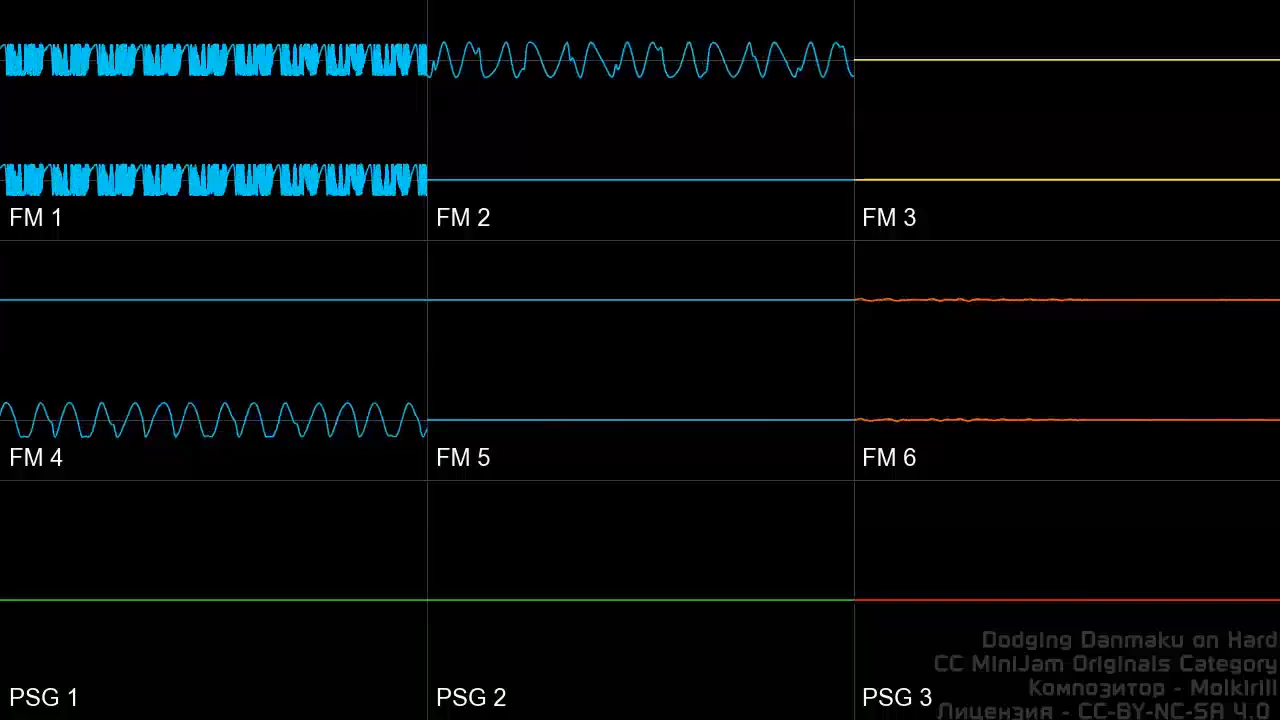 FM 1
FM 2
FM 3
FM 4
FM 5
FM 6
PSG 1
PSG 2
PSG 3
Dodging Danmaku on Hard
CC MiniJam Originals Category
Композитор - Molkirill
Лицензия - CC-BY-NC-SA 4.0